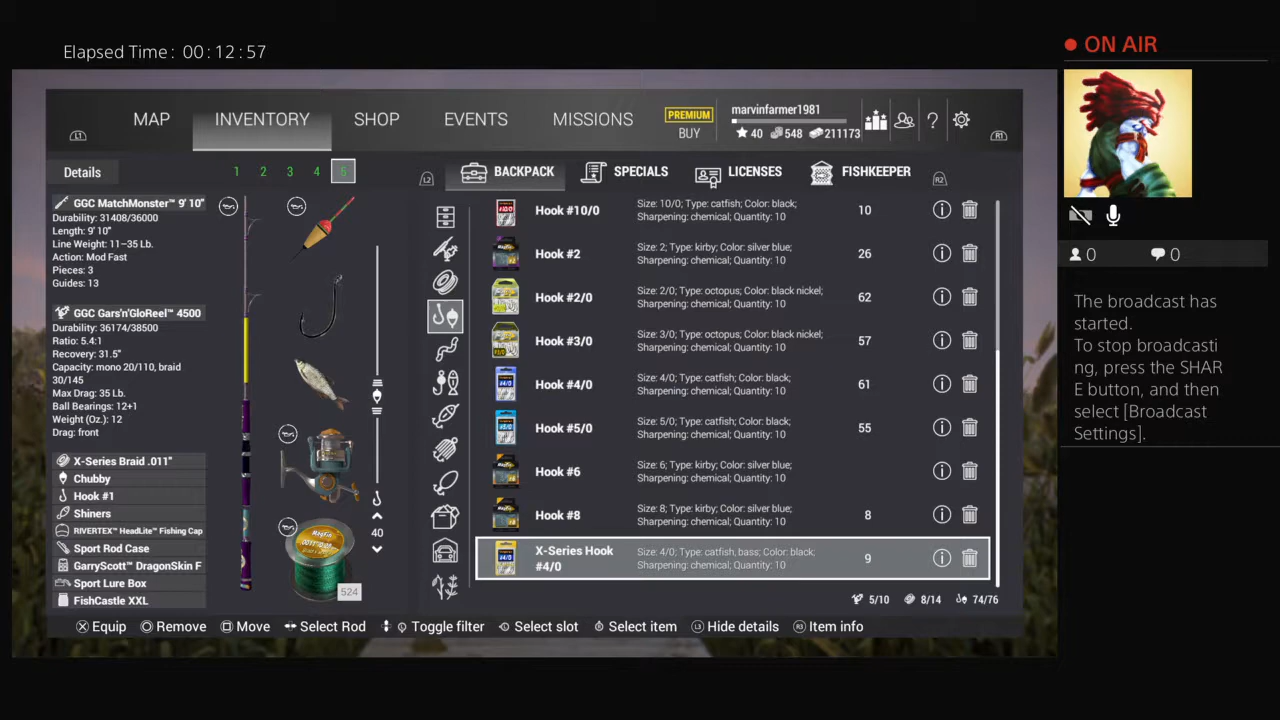 Elapsed Time: 00:12:57
ON AIR
MAP
INVENTORY
SHOP
EVENTS
MISSIONS
PREMIUM
BUY
marvinfarmer1981
40 548 211173
?
L1
R1
Details
1 2 3 4 5
L2
BACKPACK
SPECIALS
LICENSES
FISHKEEPER
R2
GGC MatchMonster™ 9' 10"
Durability: 31408/36000
Length: 9' 10"
Line Weight: 11–35 Lb.
Action: Mod Fast
Pieces: 3
Guides: 13
GGC Gars'n'GloReel™ 4500
Durability: 36174/38500
Ratio: 5.4:1
Recovery: 31.5"
Capacity: mono 20/110, braid
30/145
Max Drag: 35 Lb.
Ball Bearings: 12+1
Weight (Oz.): 12
Drag: front
X-Series Braid .011"
Chubby
Hook #1
Shiners
RIVERTEX™ HeadLite™ Fishing Cap
Sport Rod Case
GarryScott™ DragonSkin F
Sport Lure Box
FishCastle XXL
524
40
Hook #10/0
Size: 10/0; Type: catfish; Color: black;
Sharpening: chemical; Quantity: 10
10
Hook #2
Size: 2; Type: kirby; Color: silver blue;
Sharpening: chemical; Quantity: 10
26
Hook #2/0
Size: 2/0; Type: octopus; Color: black nickel;
Sharpening: chemical; Quantity: 10
62
Hook #3/0
Size: 3/0; Type: octopus; Color: black nickel;
Sharpening: chemical; Quantity: 10
57
Hook #4/0
Size: 4/0; Type: catfish; Color: black;
Sharpening: chemical; Quantity: 10
61
Hook #5/0
Size: 5/0; Type: catfish; Color: black;
Sharpening: chemical; Quantity: 10
55
Hook #6
Size: 6; Type: kirby; Color: silver blue;
Sharpening: chemical; Quantity: 10
Hook #8
Size: 8; Type: kirby; Color: silver blue;
Sharpening: chemical; Quantity: 10
8
X-Series Hook
#4/0
Size: 4/0; Type: catfish, bass; Color: black;
Sharpening: chemical; Quantity: 10
9
5/10 8/14 74/76
Equip Remove Move Select Rod Toggle filter Select slot Select item Hide details Item info
0 0
The broadcast has
started.
To stop broadcasti
ng, press the SHAR
E button, and then
select [Broadcast
Settings].